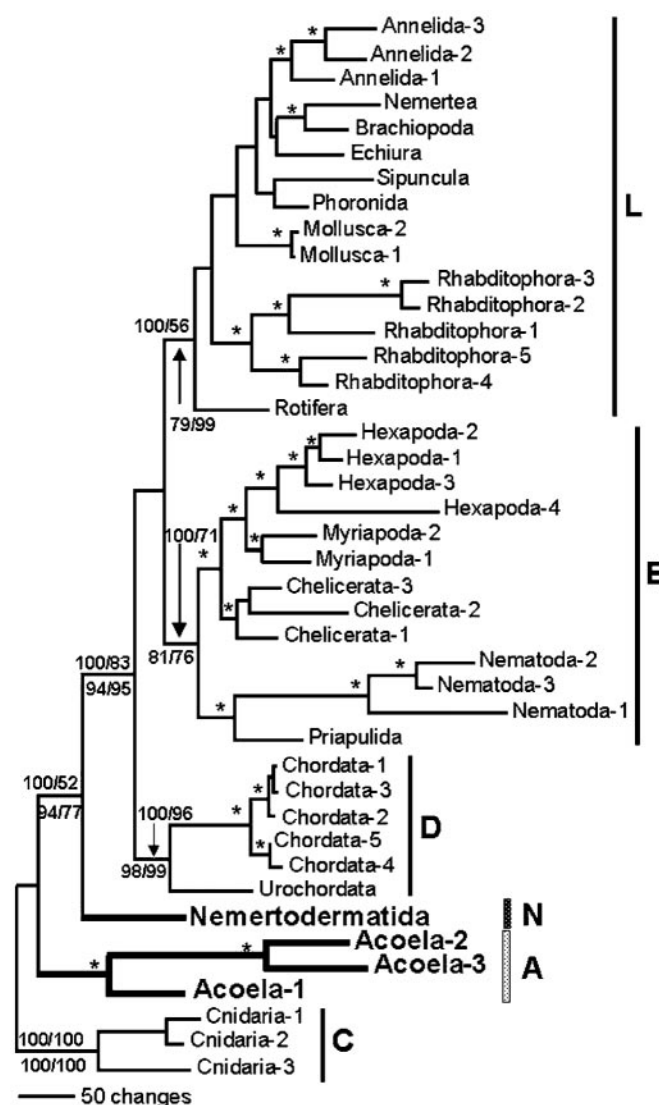 Annelida-3
* *
Annelida-2
Annelida-1
Nemertea
*
Brachiopoda
Echiura
Sipuncula
L
Phoronida
Mollusca-2
*
Mollusca-1
Rhabditophora-3
*
Rhabditophora-2
*
100/56
*
Rhabditophora-1
Rhabditophora-5
*
Rhabditophora-4
Rotifera
79/99
Hexapoda-2
*
Hexapoda-1
*
Hexapoda-3
*
*
Hexapoda-4
100/71
*
Myriapoda-2
*
*
Myriapoda-1
E
Chelicerata-3
*
Chelicerata-2
Chelicerata-1
81/76
Nematoda-2
100/83
*
Nematoda-3
94/95
* *
Nematoda-1
Priapulida
Chordata-1
100/52
Chordata-3
100/96
*
94/77
Chordata-2
D
Chordata-5
*
Chordata-4
98/99
Urochordata
Nemertodermatida
N
Acoela-2
*
*
Acoela-3
A
Acoela-1
Cnidaria-1
100/100
Cnidaria-2
C
100/100
Cnidaria-3
50 changes